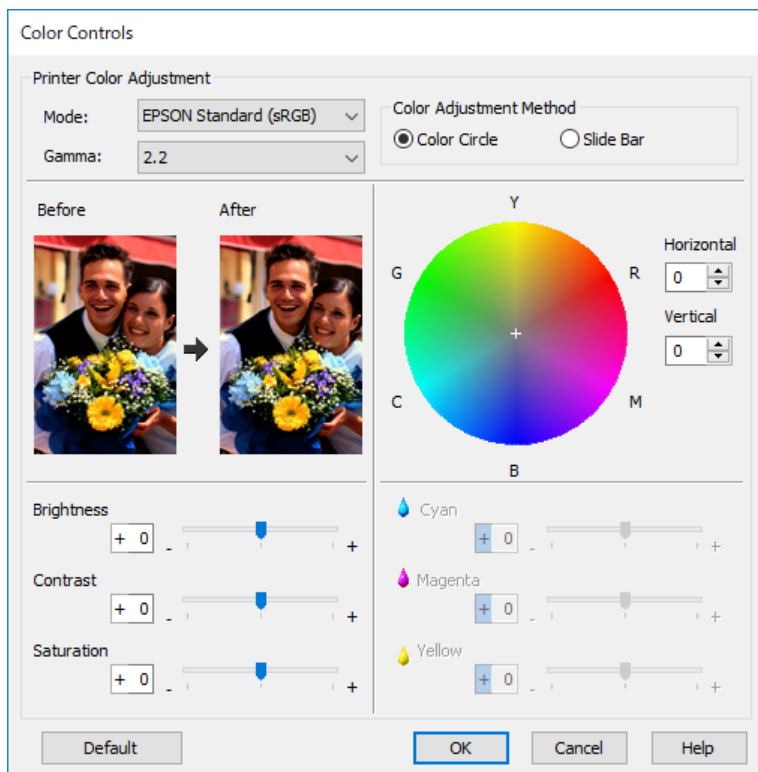 Color Controls
Printer Color Adjustment
Mode: EPSON Standard (sRGB)
Gamma: 2.2
Color Adjustment Method
Color Circle Slide Bar
Before After
Y
G R
C M
B
Horizontal
0
Vertical
0
Brightness
+ 0 - +
Contrast
+ 0 - +
Saturation
+ 0 - +
Cyan
+ 0 - +
Magenta
+ 0 - +
Yellow
+ 0 - +
Default OK Cancel Help